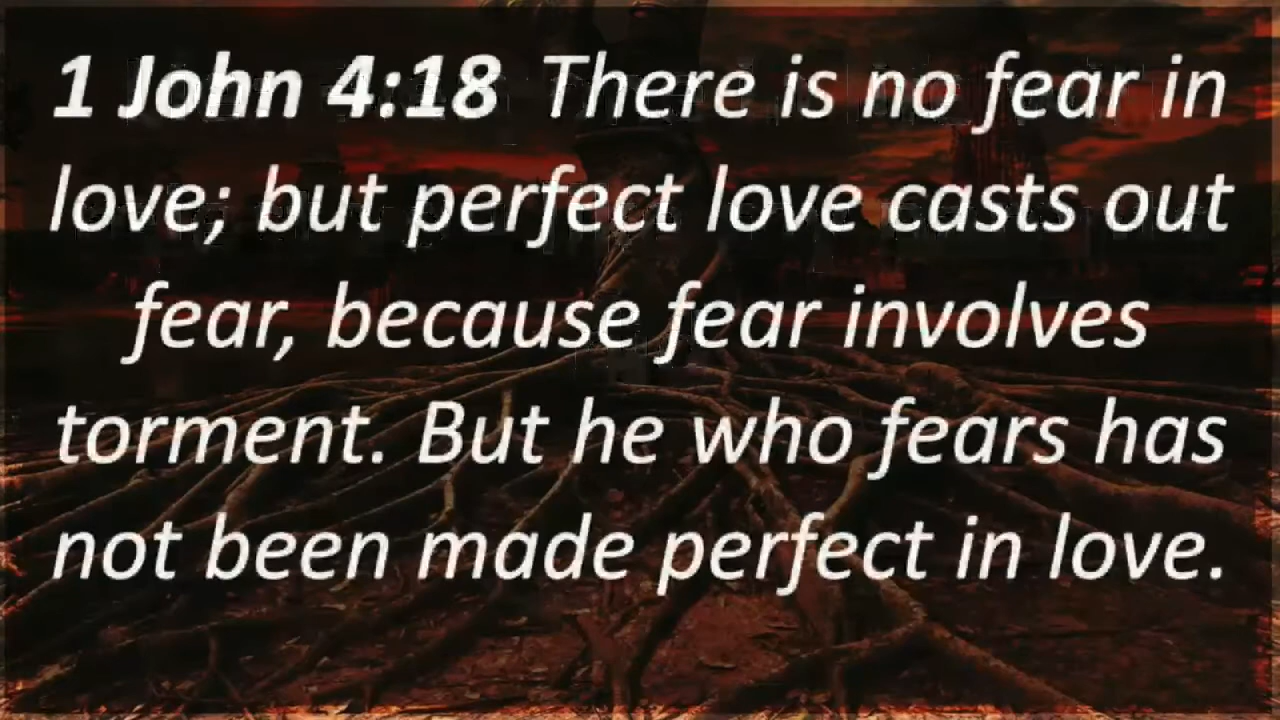 1 John 4:18 There is no fear in
love; but perfect love casts out
fear, because fear involves
torment. But he who fears has
not been made perfect in love.